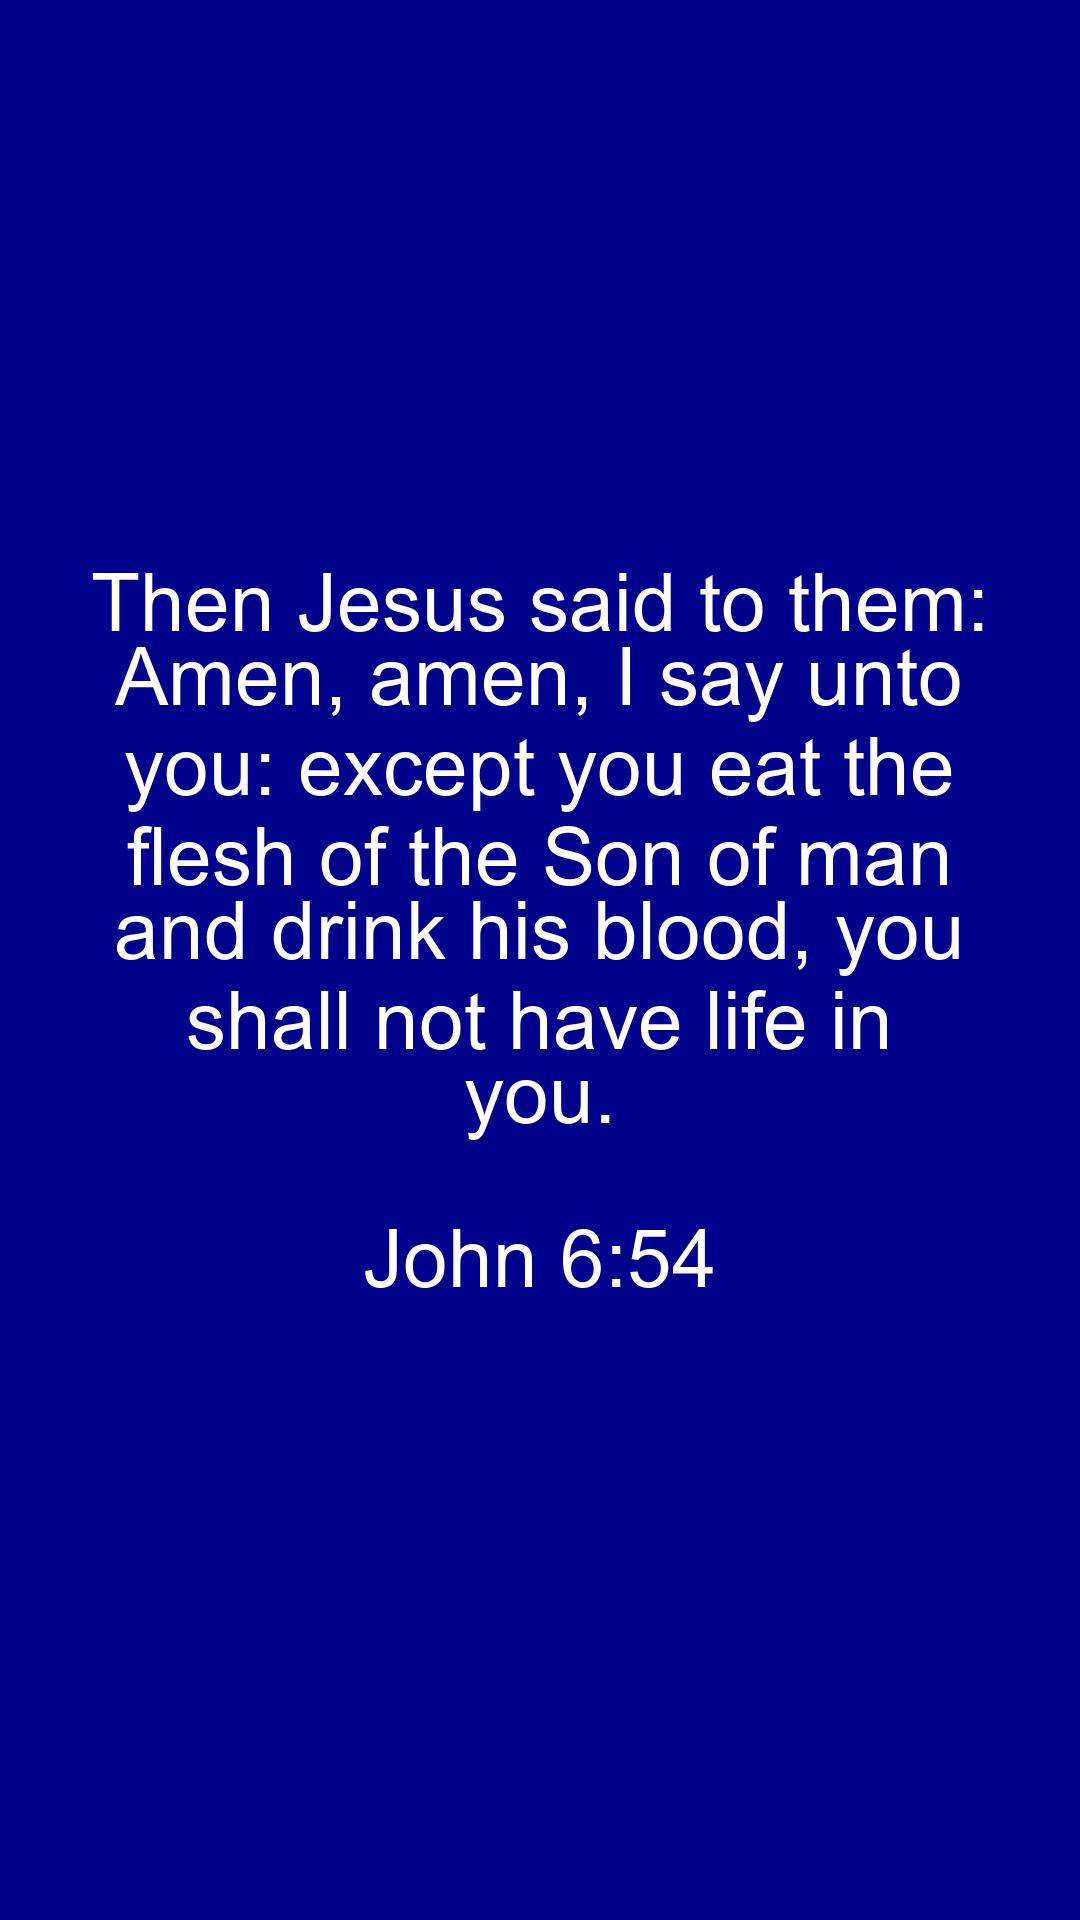 Then Jesus said to them:
Amen, amen, I say unto
you: except you eat the
flesh of the Son of man
and drink his blood, you
shall not have life in
you.
John 6:54